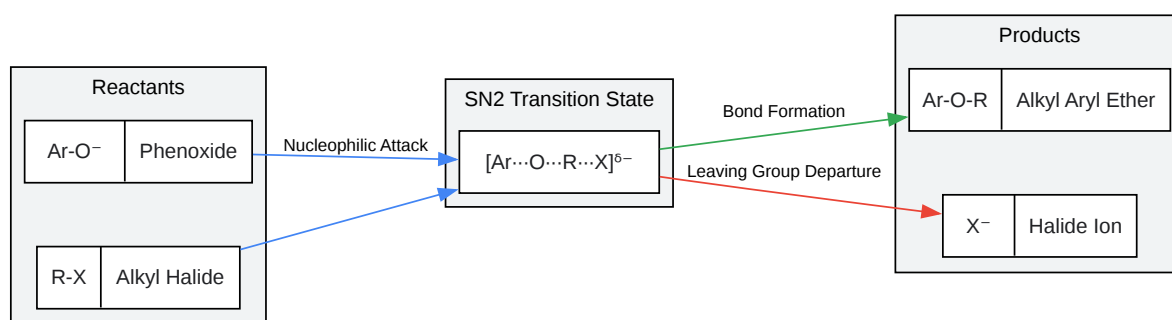 Reactants
Ar-O⁻ Phenoxide
R-X Alkyl Halide
Nucleophilic Attack
SN2 Transition State
[Ar···O···R···X]ᵟ⁻
Bond Formation
Leaving Group Departure
Products
Ar-O-R Alkyl Aryl Ether
X⁻ Halide Ion